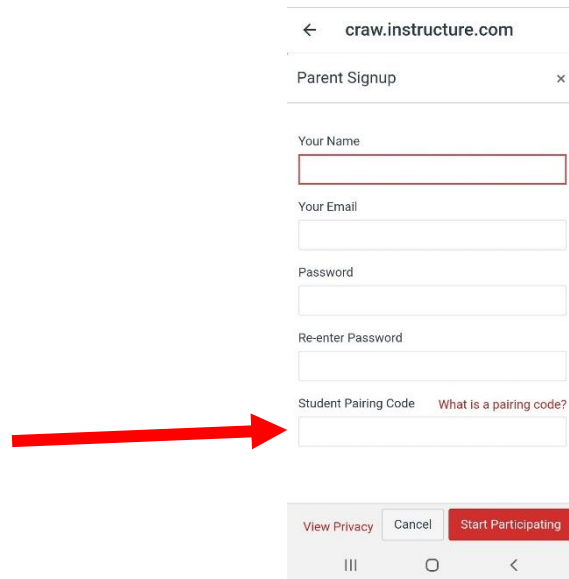 craw.instructure.com
Parent Signup ×
Your Name
Your Email
Password
Re-enter Password
Student Pairing Code What is a pairing code?
View Privacy Cancel Start Participating